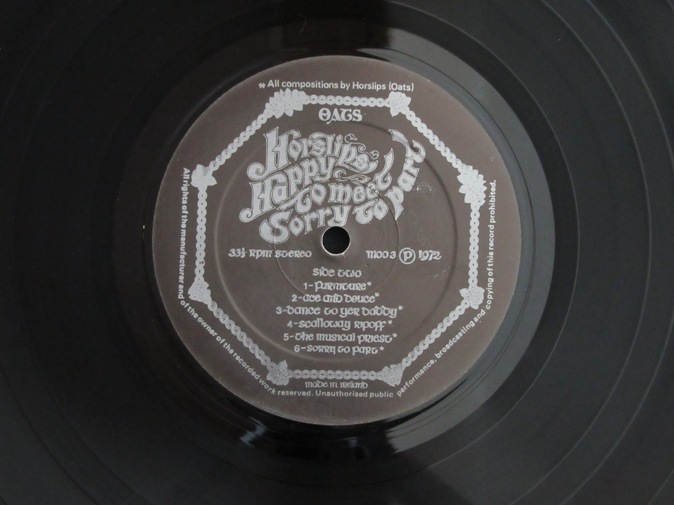 * All compositions by Horslips (Oats)
OATS
Horslips
Happy
to meet
Sorry to part
33⅓ RPM STEREO
MOO 3 Ⓟ 1972
SIDE TWO
1-FURNITURE*
2-ACE AND DEUCE*
3-DANCE TO YER DADDY*
4-SCALLOWAY RIPOFF*
5-THE MUSICAL PRIEST*
6-SORRY TO PART*
MADE IN IRELAND
All rights of the manufacturer and of the owner of the recorded work reserved. Unauthorised public performance, broadcasting and copying of this record prohibited.